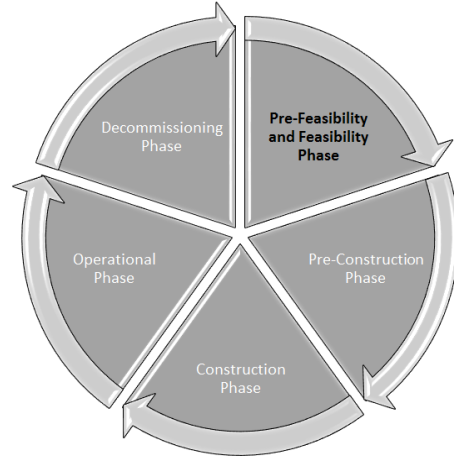 Decommissioning
Phase
Pre-Feasibility
and Feasibility
Phase
Operational
Phase
Pre-Construction
Phase
Construction
Phase